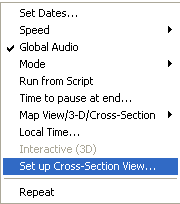 Set Dates...
Speed
Global Audio
Mode
Run from Script
Time to pause at end...
Map View/3-D/Cross-Section
Local Time...
Interactive (3D)
Set up Cross-Section View...
Repeat